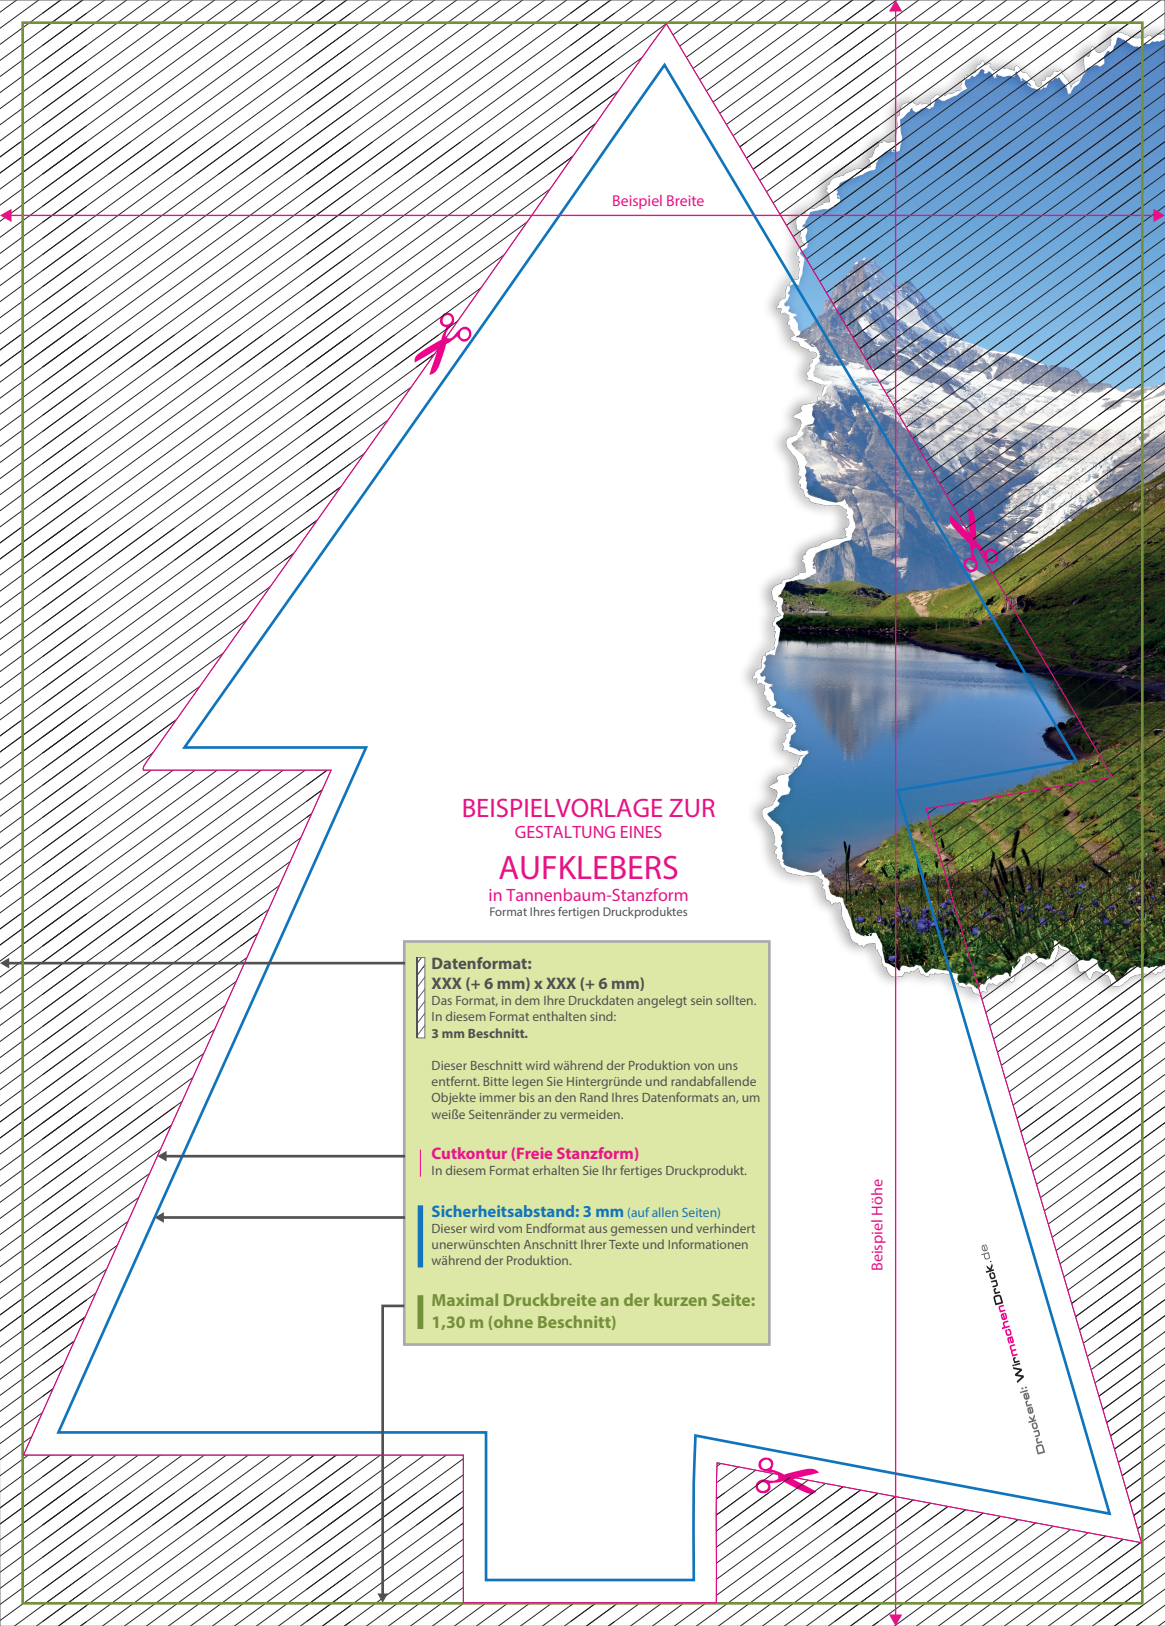 Beispiel Breite
BEISPIELVORLAGE ZUR
GESTALTUNG EINES
AUFKLEBERS
in Tannenbaum-Stanzform
Format Ihres fertigen Druckproduktes
Datenformat:
XXX (+ 6 mm) x XXX (+ 6 mm)
Das Format, in dem Ihre Druckdaten angelegt sein sollten.
In diesem Format enthalten sind:
3 mm Beschnitt.
Dieser Beschnitt wird während der Produktion von uns
entfernt. Bitte legen Sie Hintergründe und randabfallende
Objekte immer bis an den Rand Ihres Datenformats an, um
weiße Seitenränder zu vermeiden.
Cutkontur (Freie Stanzform)
In diesem Format erhalten Sie Ihr fertiges Druckprodukt.
Sicherheitsabstand: 3 mm (auf allen Seiten)
Dieser wird vom Endformat aus gemessen und verhindert
unerwünschten Anschnitt Ihrer Texte und Informationen
während der Produktion.
Maximal Druckbreite an der kurzen Seite:
1,30 m (ohne Beschnitt)
Beispiel Höhe
Druckerei: WirmachenDruck.de